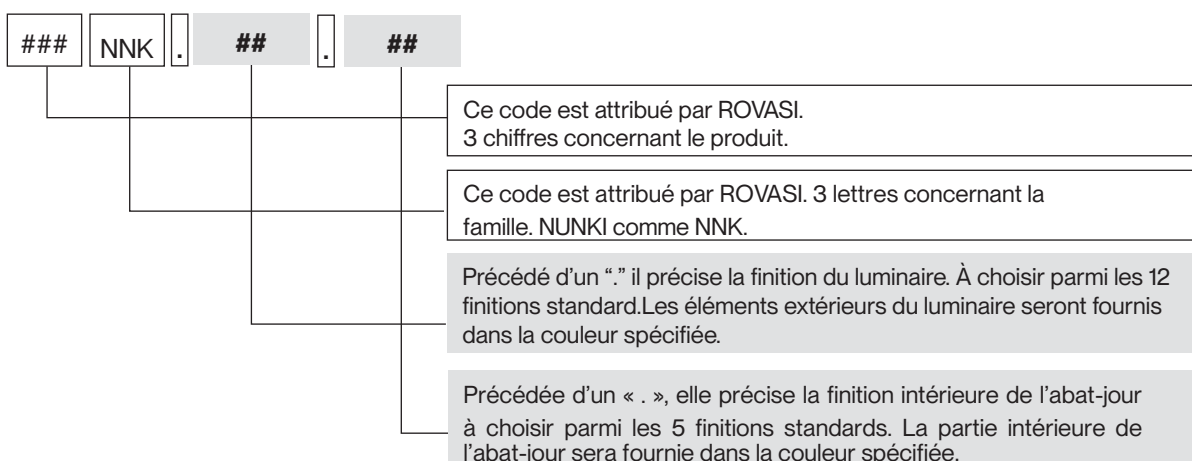 ### NNK . ## . ##
Ce code est attribué par ROVASI.
3 chiffres concernant le produit.
Ce code est attribué par ROVASI. 3 lettres concernant la
famille. NUNKI comme NNK.
Précédé d'un “.” il précise la finition du luminaire. À choisir parmi les 12
finitions standard.Les éléments extérieurs du luminaire seront fournis
dans la couleur spécifiée.
Précédée d'un « . », elle précise la finition intérieure de l'abat-jour
à choisir parmi les 5 finitions standards. La partie intérieure de
l'abat-jour sera fournie dans la couleur spécifiée.